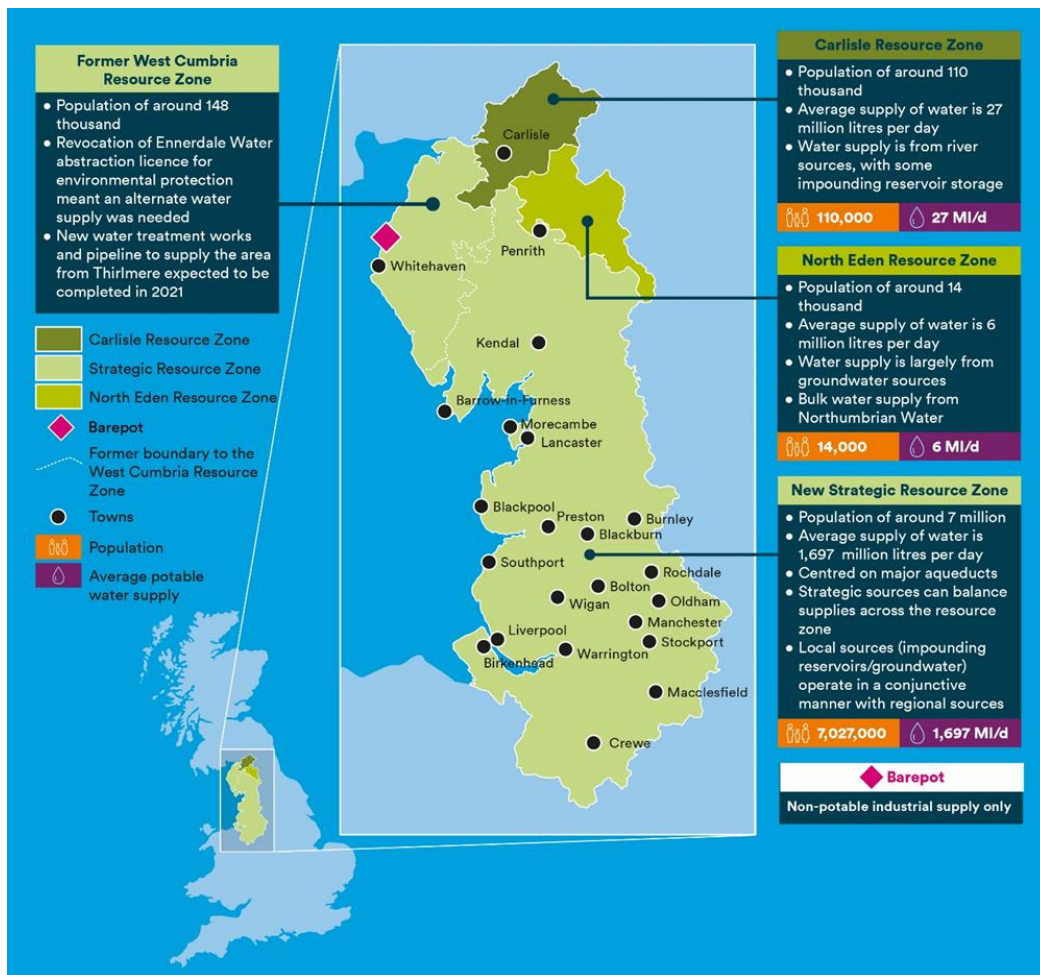 Former West Cumbria
Resource Zone
• Population of around 148
thousand
• Revocation of Ennerdale Water
abstraction licence for
environmental protection
meant an alternate water
supply was needed
• New water treatment works
and pipeline to supply the area
from Thirlmere expected to be
completed in 2021
Carlisle Resource Zone
Strategic Resource Zone
North Eden Resource Zone
Barepot
Former boundary to the
West Cumbria Resource
Zone
Towns
Population
Average potable
water supply
Carlisle
Penrith
Whitehaven
Kendal
Barrow-in-Furness
Morecambe
Lancaster
Blackpool
Preston
Burnley
Blackburn
Southport
Rochdale
Bolton
Wigan
Oldham
Manchester
Liverpool
Stockport
Birkenhead
Warrington
Macclesfield
Crewe
Carlisle Resource Zone
• Population of around 110
thousand
• Average supply of water is 27
million litres per day
• Water supply is from river
sources, with some
impounding reservoir storage
110,000
27 Ml/d
North Eden Resource Zone
• Population of around 14
thousand
• Average supply of water is 6
million litres per day
• Water supply is largely from
groundwater sources
• Bulk water supply from
Northumbrian Water
14,000
6 Ml/d
New Strategic Resource Zone
• Population of around 7 million
• Average supply of water is
1,697 million litres per day
• Centred on major aqueducts
• Strategic sources can balance
supplies across the resource
zone
• Local sources (impounding
reservoirs/groundwater)
operate in a conjunctive
manner with regional sources
7,027,000
1,697 Ml/d
Barepot
Non-potable industrial supply only